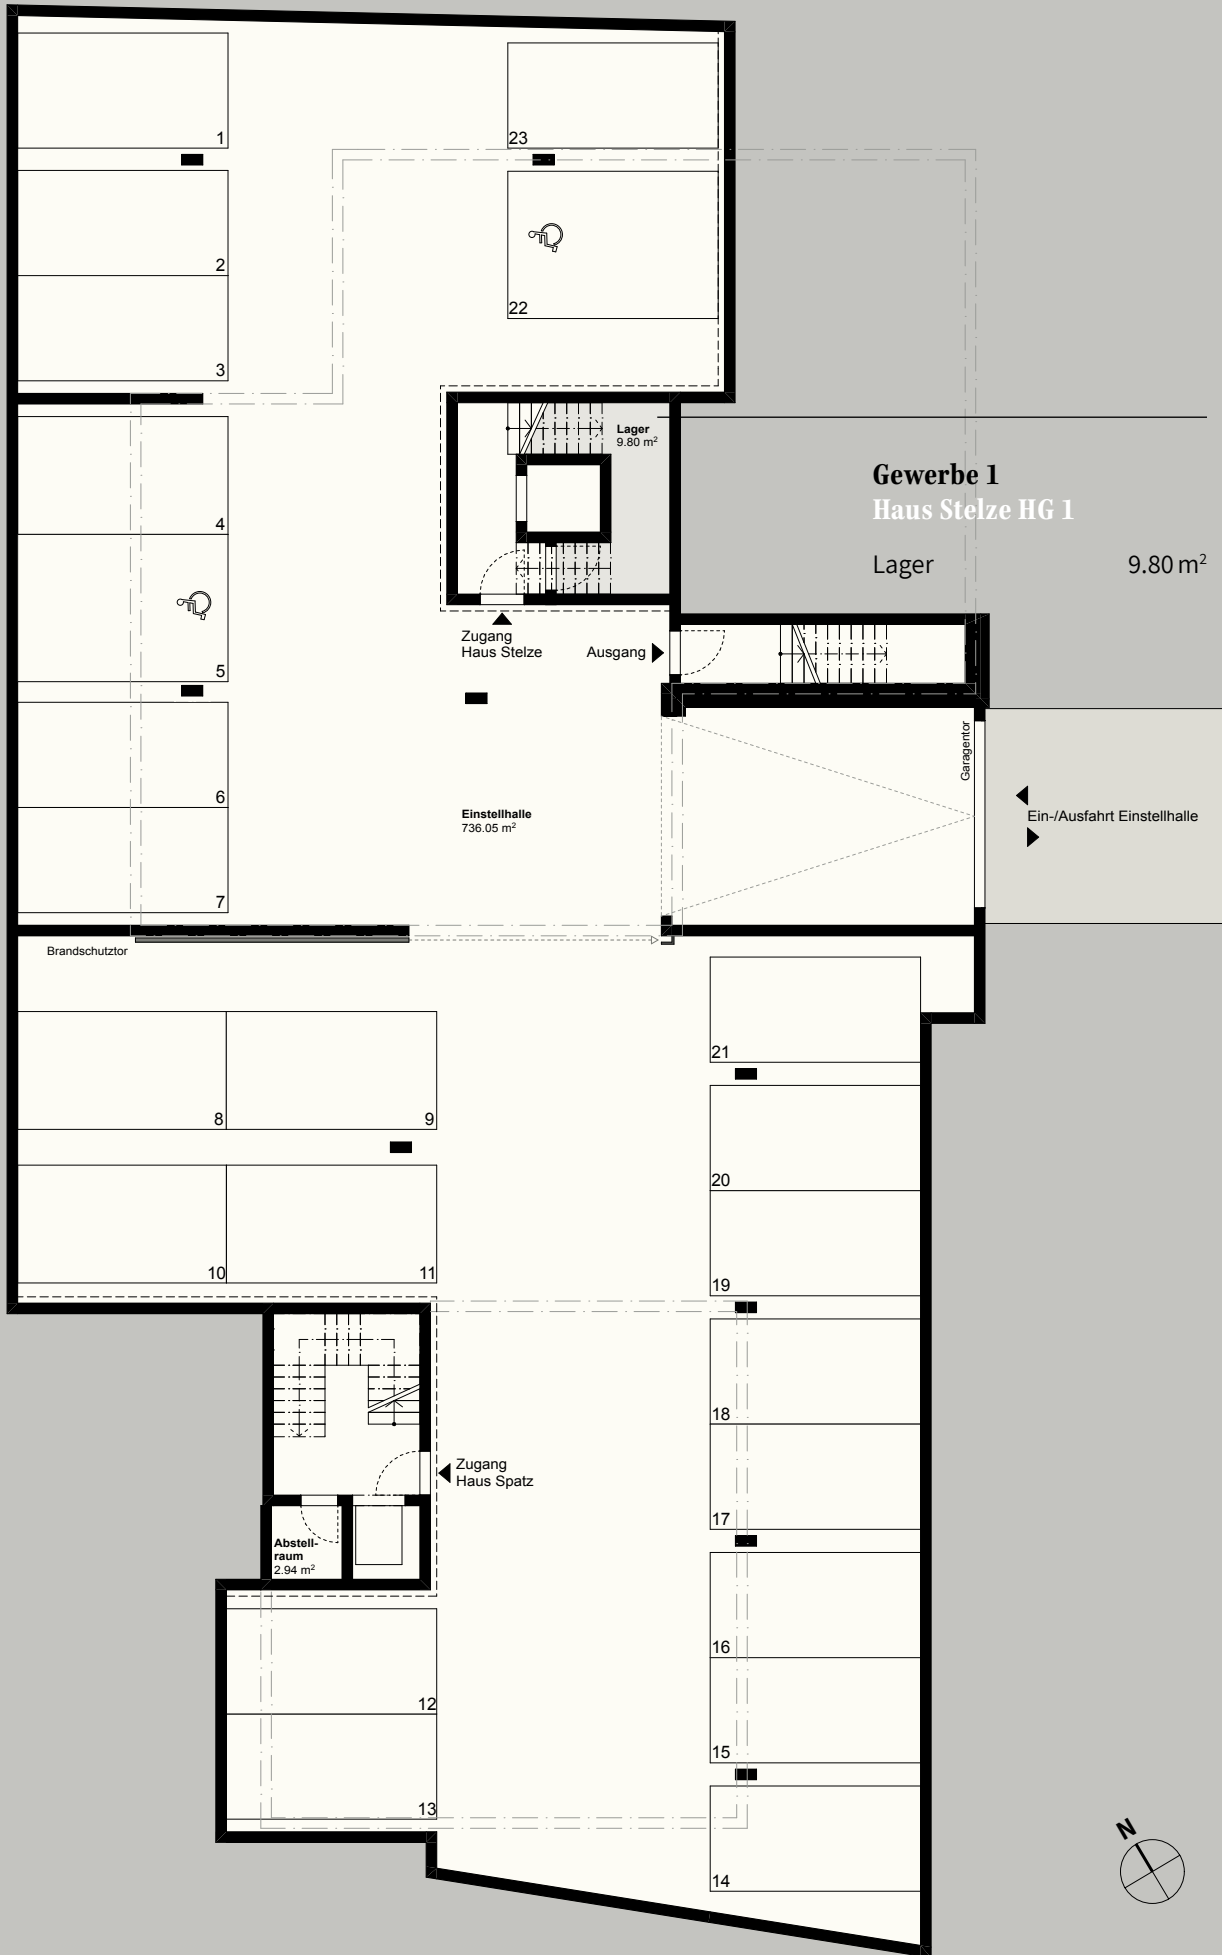 1
23
2
22
3
Lager
9.80 m²
Gewerbe 1
Haus Stelze HG 1
Lager 9.80 m²
4
5
Zugang
Haus Stelze
Ausgang
Garagentor
6
Einstellhalle
736.05 m²
Ein-/Ausfahrt Einstellhalle
7
Brandschutztor
21
8
9
20
10
11
19
18
Zugang
Haus Spatz
17
Abstell-
raum
2.94 m²
16
12
15
13
14
N